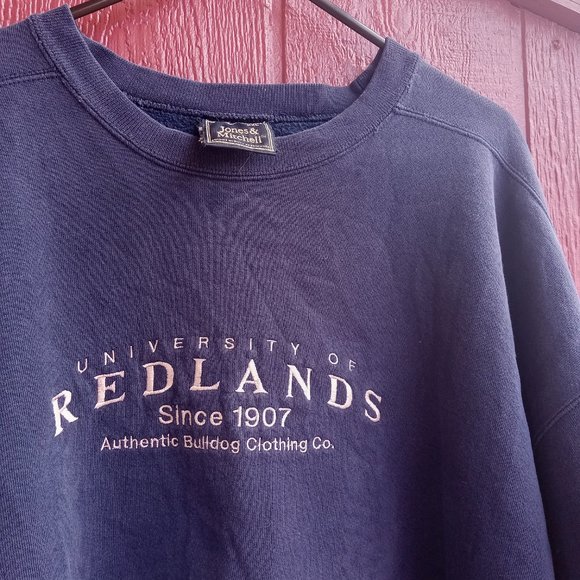 Jones &
Mitchell
UNIVERSITY OF
REDLANDS
Since 1907
Authentic Bulldog Clothing Co.